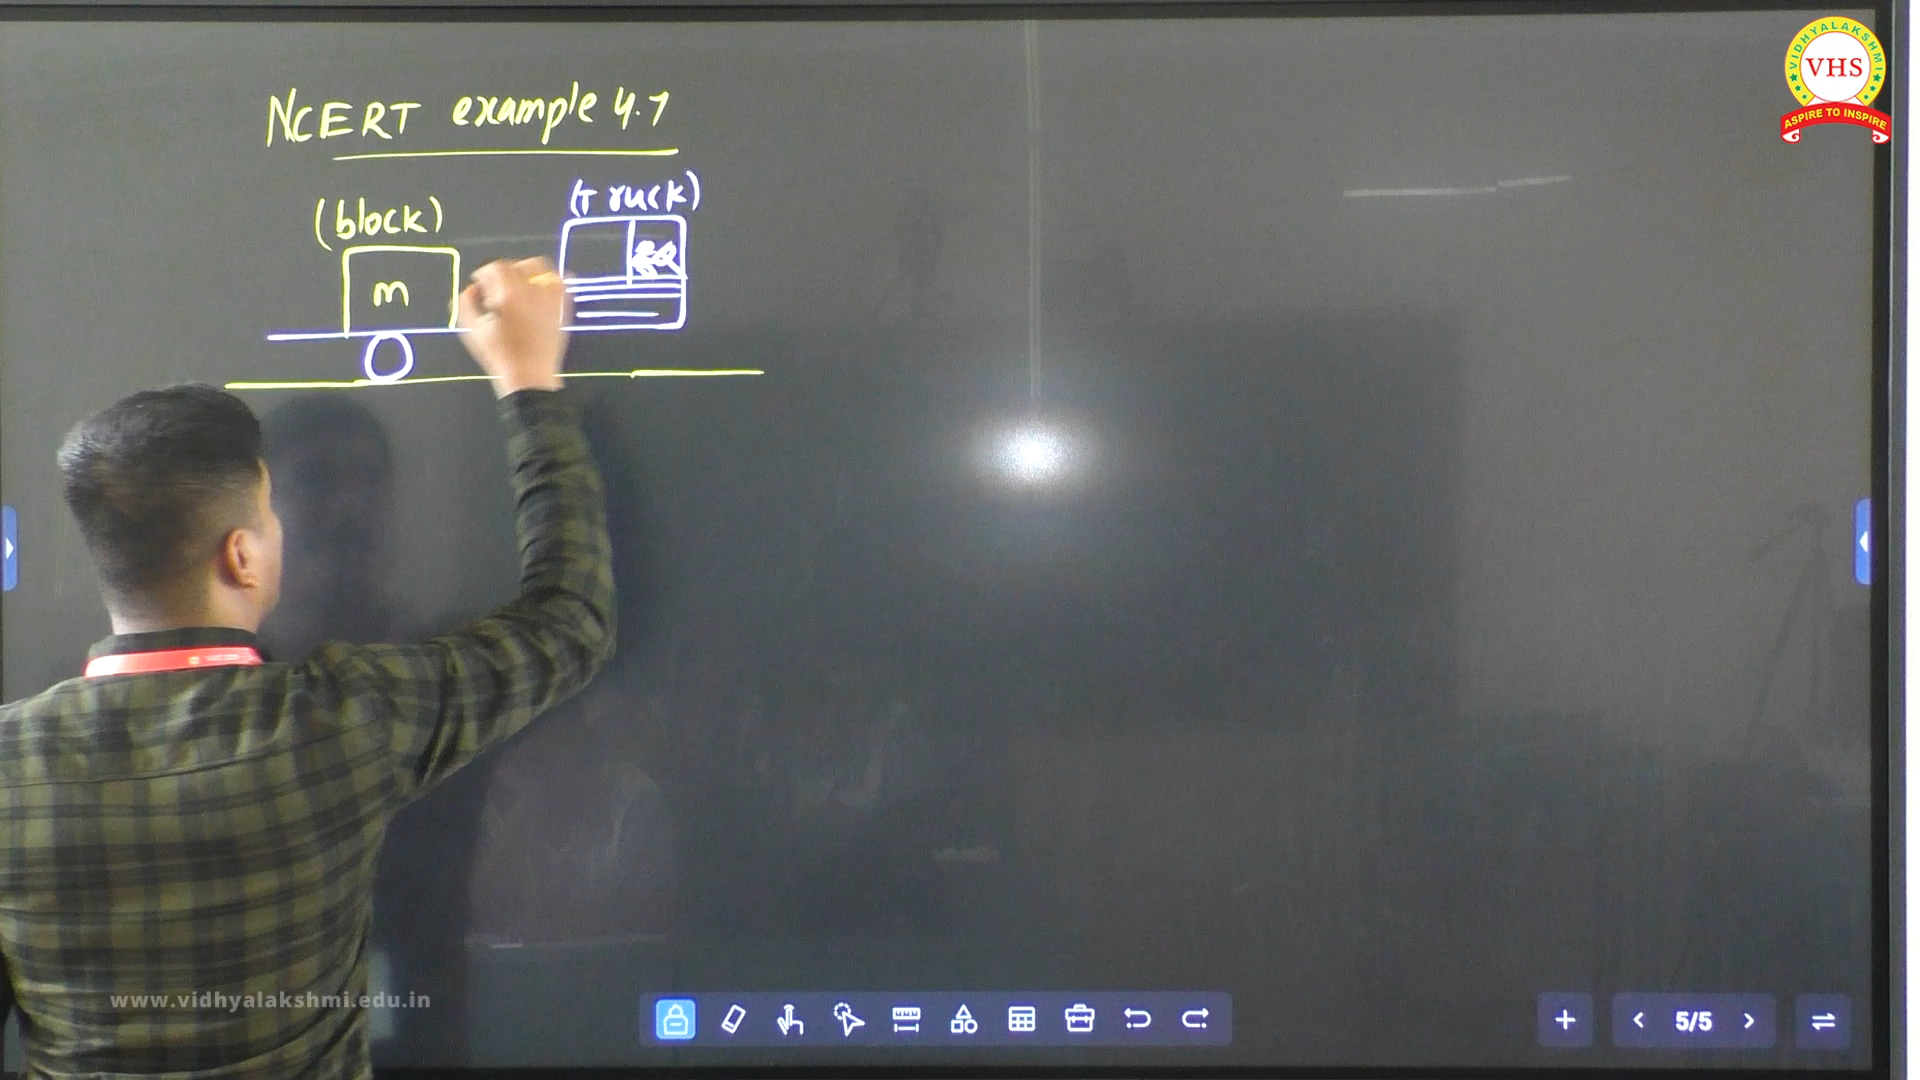 NCERT example 4.7
(block)
(Truck)
m
VIDHYALAKSHMI
VHS
ASPIRE TO INSPIRE
www.vidhyalakshmi.edu.in
5/5